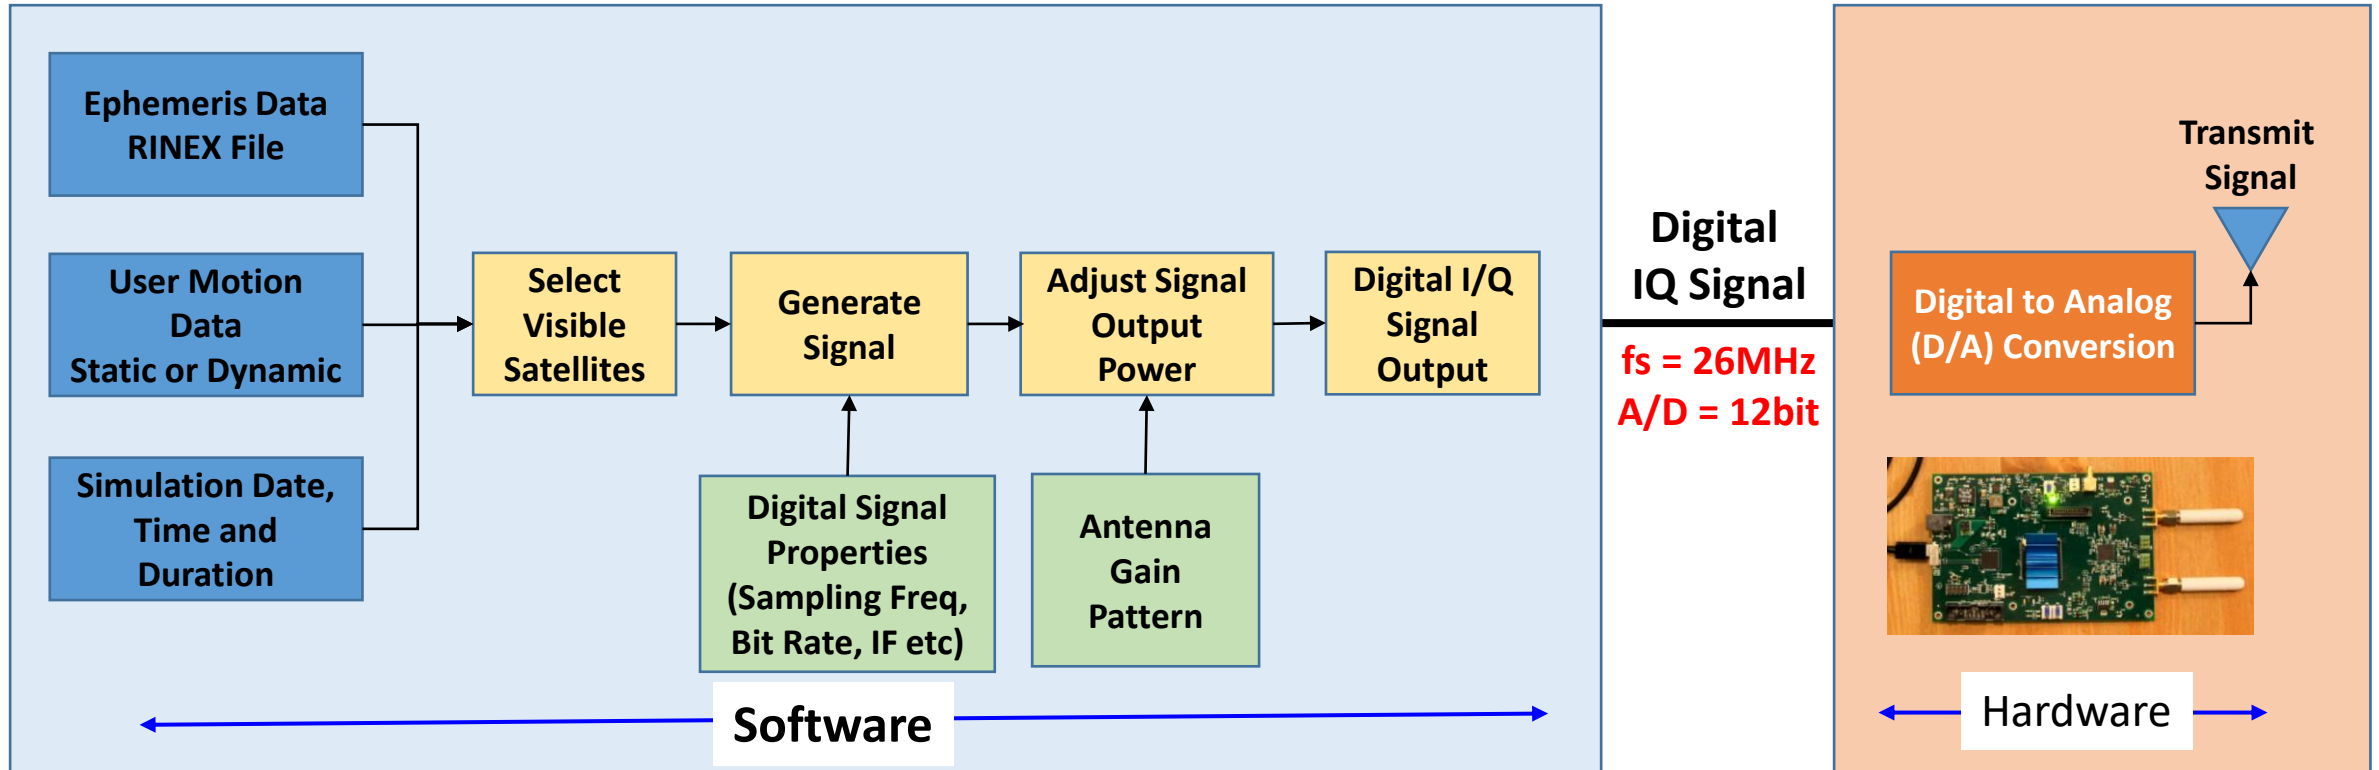 Ephemeris Data
RINEX File
User Motion
Data
Static or Dynamic
Simulation Date,
Time and
Duration
Select
Visible
Satellites
Generate
Signal
Adjust Signal
Output
Power
Digital I/Q
Signal
Output
Digital Signal
Properties
(Sampling Freq,
Bit Rate, IF etc)
Antenna
Gain
Pattern
Software
Digital
IQ Signal
fs = 26MHz
A/D = 12bit
Transmit
Signal
Digital to Analog
(D/A) Conversion
Hardware